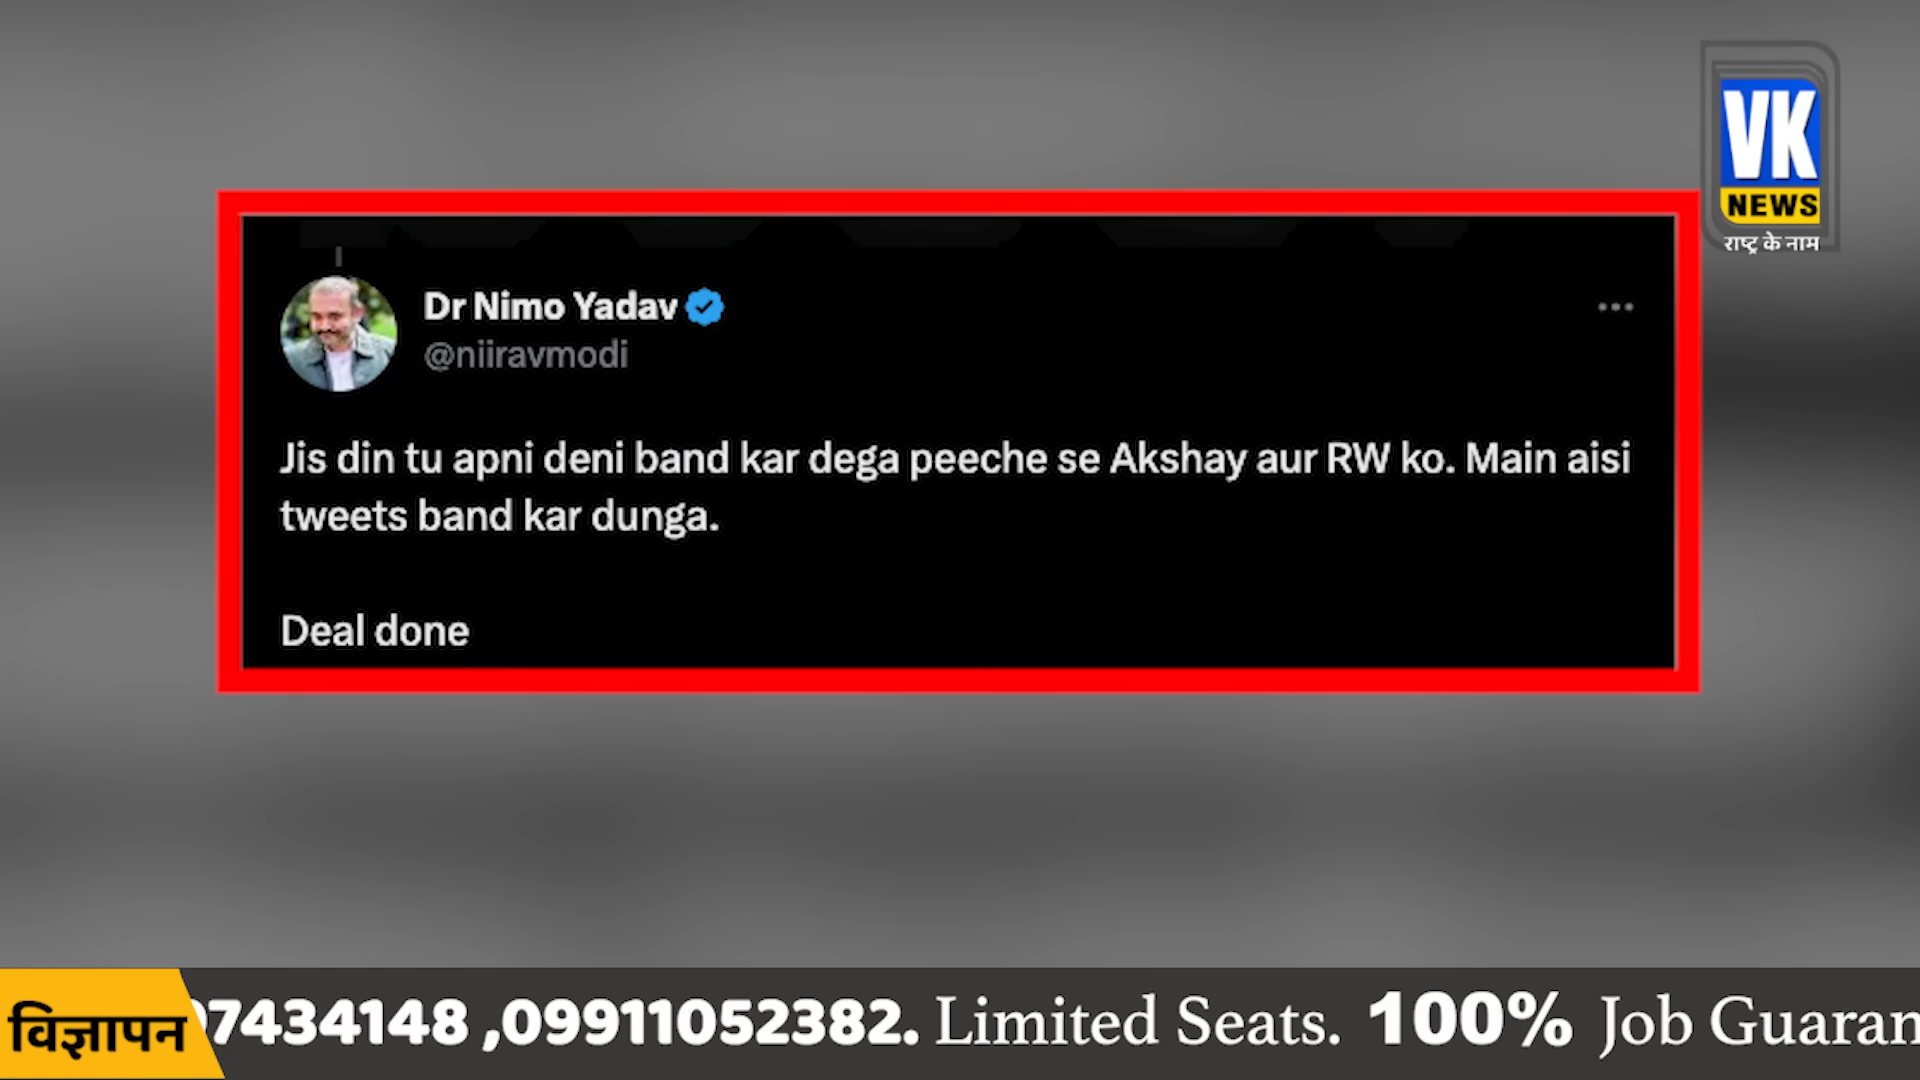 VK
NEWS
राष्ट्र के नाम
Dr Nimo Yadav
@niiravmodi
Jis din tu apni deni band kar dega peeche se Akshay aur RW ko. Main aisi
tweets band kar dunga.
Deal done
विज्ञापन
7434148 ,09911052382. Limited Seats. 100% Job Guaran